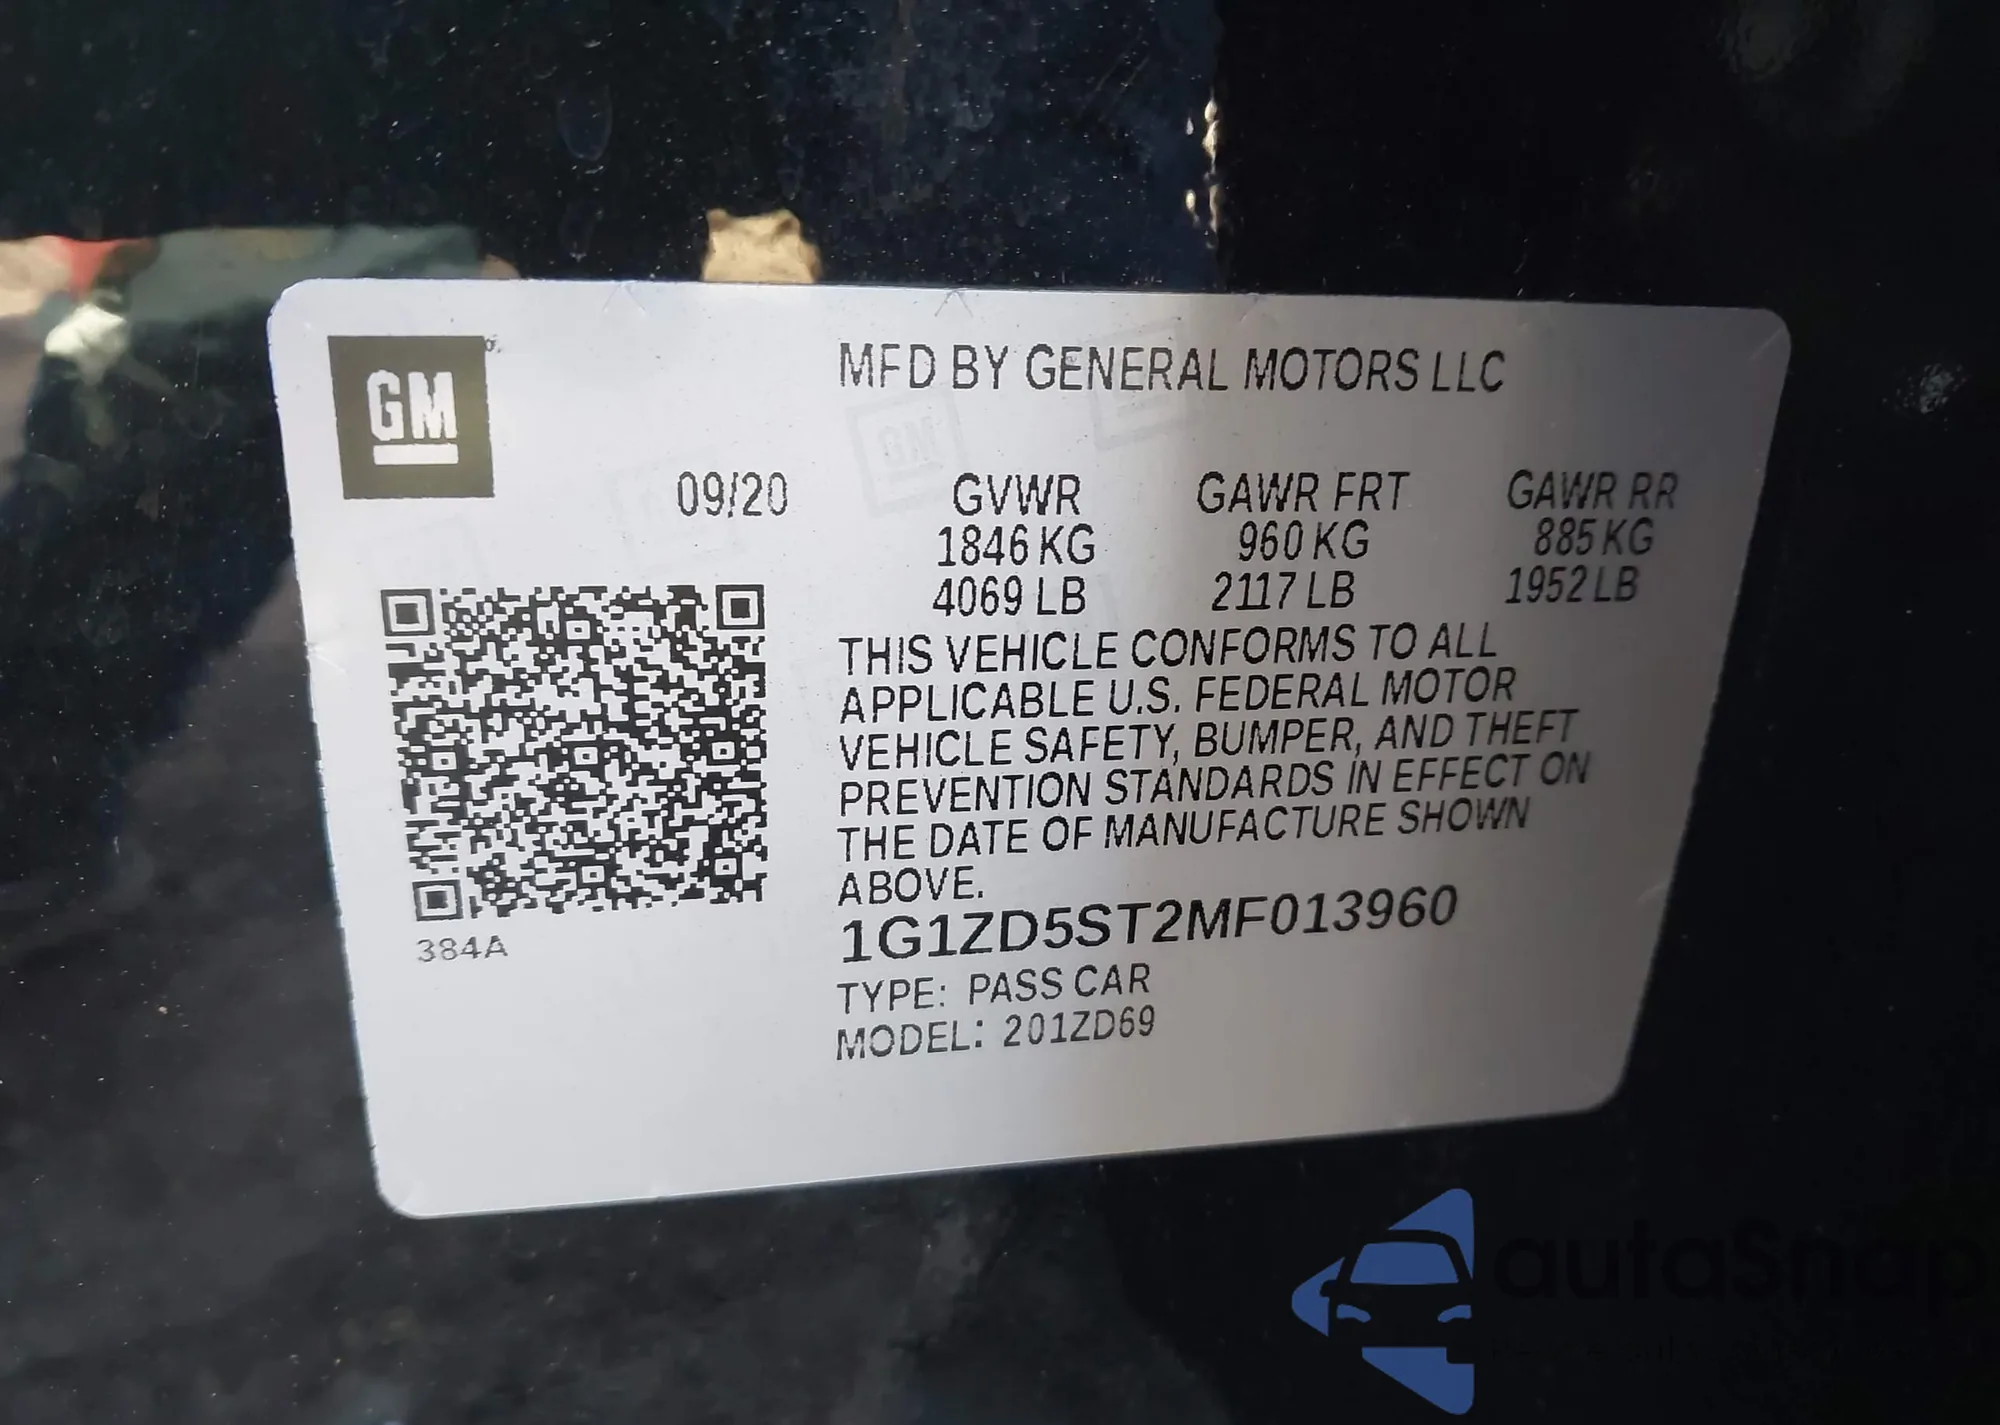 GM
MFD BY GENERAL MOTORS LLC
09/20 GVWR GAWR FRT GAWR RR
1846 KG 960 KG 885 KG
4069 LB 2117 LB 1952 LB
THIS VEHICLE CONFORMS TO ALL
APPLICABLE U.S. FEDERAL MOTOR
VEHICLE SAFETY, BUMPER, AND THEFT
PREVENTION STANDARDS IN EFFECT ON
THE DATE OF MANUFACTURE SHOWN
ABOVE.
1G1ZD5ST2MF013960
TYPE: PASS CAR
MODEL: 201ZD69
384A
autoSnap